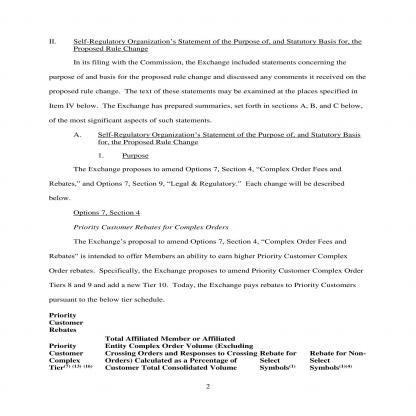 II. Self-Regulatory Organization's Statement of the Purpose of, and Statutory Basis for, the
Proposed Rule Change
In its filing with the Commission, the Exchange included statements concerning the
purpose of and basis for the proposed rule change and discussed any comments it received on the
proposed rule change. The text of these statements may be examined at the places specified in
Item IV below. The Exchange has prepared summaries, set forth in sections A, B, and C below,
of the most significant aspects of such statements.
A. Self-Regulatory Organization's Statement of the Purpose of, and Statutory Basis
for, the Proposed Rule Change
1. Purpose
The Exchange proposes to amend Options 7, Section 4, "Complex Order Fees and
Rebates," and Options 7, Section 9, "Legal & Regulatory." Each change will be described
below.
Options 7, Section 4
Priority Customer Rebates for Complex Orders
The Exchange's proposal to amend Options 7, Section 4, "Complex Order Fees and
Rebates" is intended to offer Members an ability to earn higher Priority Customer Complex
Order rebates. Specifically, the Exchange proposes to amend Priority Customer Complex Order
Tiers 8 and 9 and add a new Tier 10. Today, the Exchange pays rebates to Priority Customers
pursuant to the below tier schedule.
Priority
Customer
Rebates
Total Affiliated Member or Affiliated
Priority Entity Complex Order Volume (Excluding
Customer Crossing Orders and Responses to Crossing Rebate for Rebate for Non-
Complex Orders) Calculated as a Percentage of Select Select
Tier(7) (13) (16) Customer Total Consolidated Volume Symbols(1) Symbols(1)(4)
2